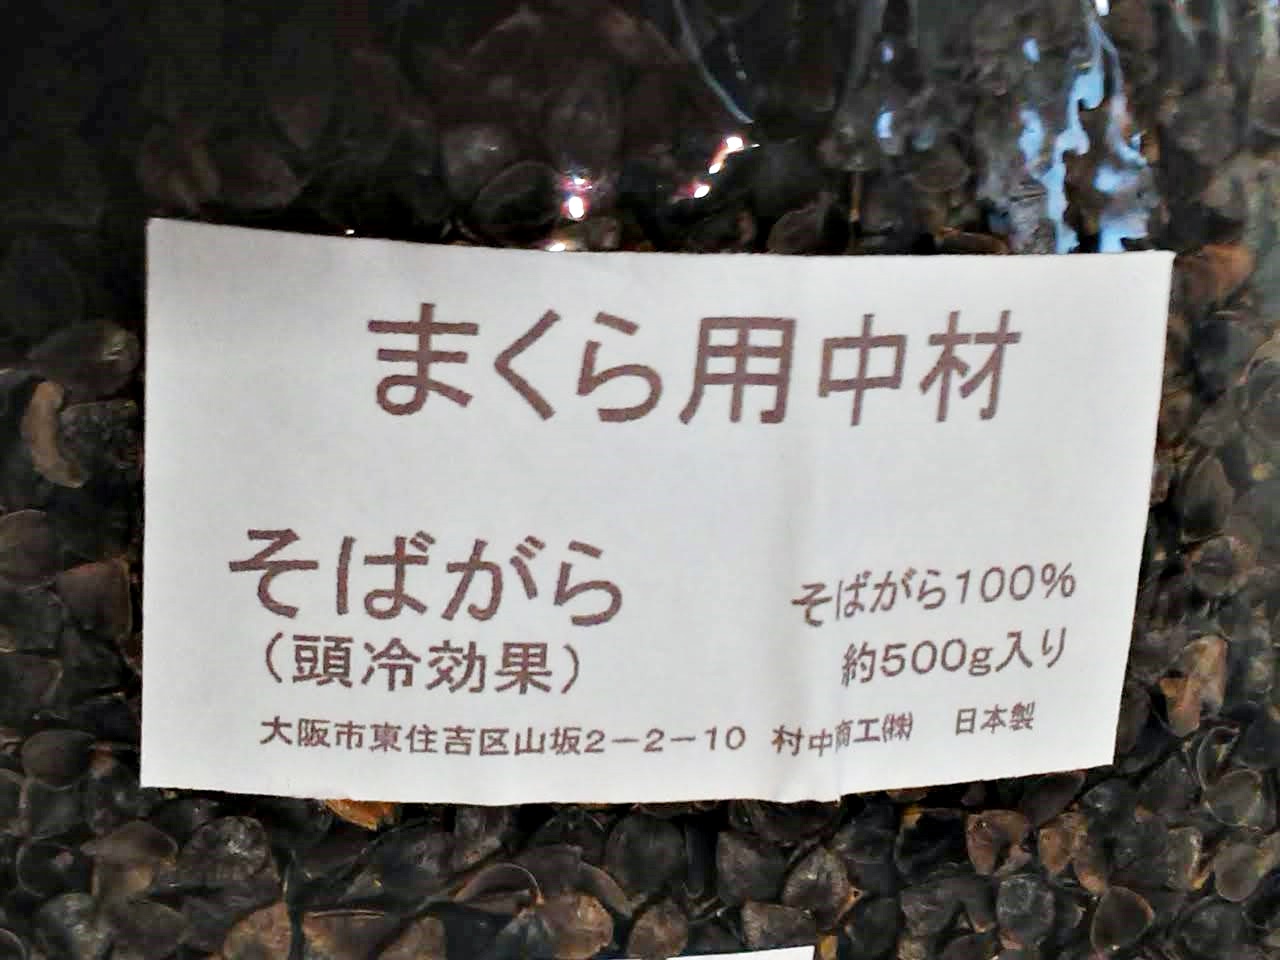 まくら用中材
そばがら
(頭冷効果)
そばがら100%
約500g入り
大阪市東住吉区山坂2-2-10 村中商工㈱ 日本製